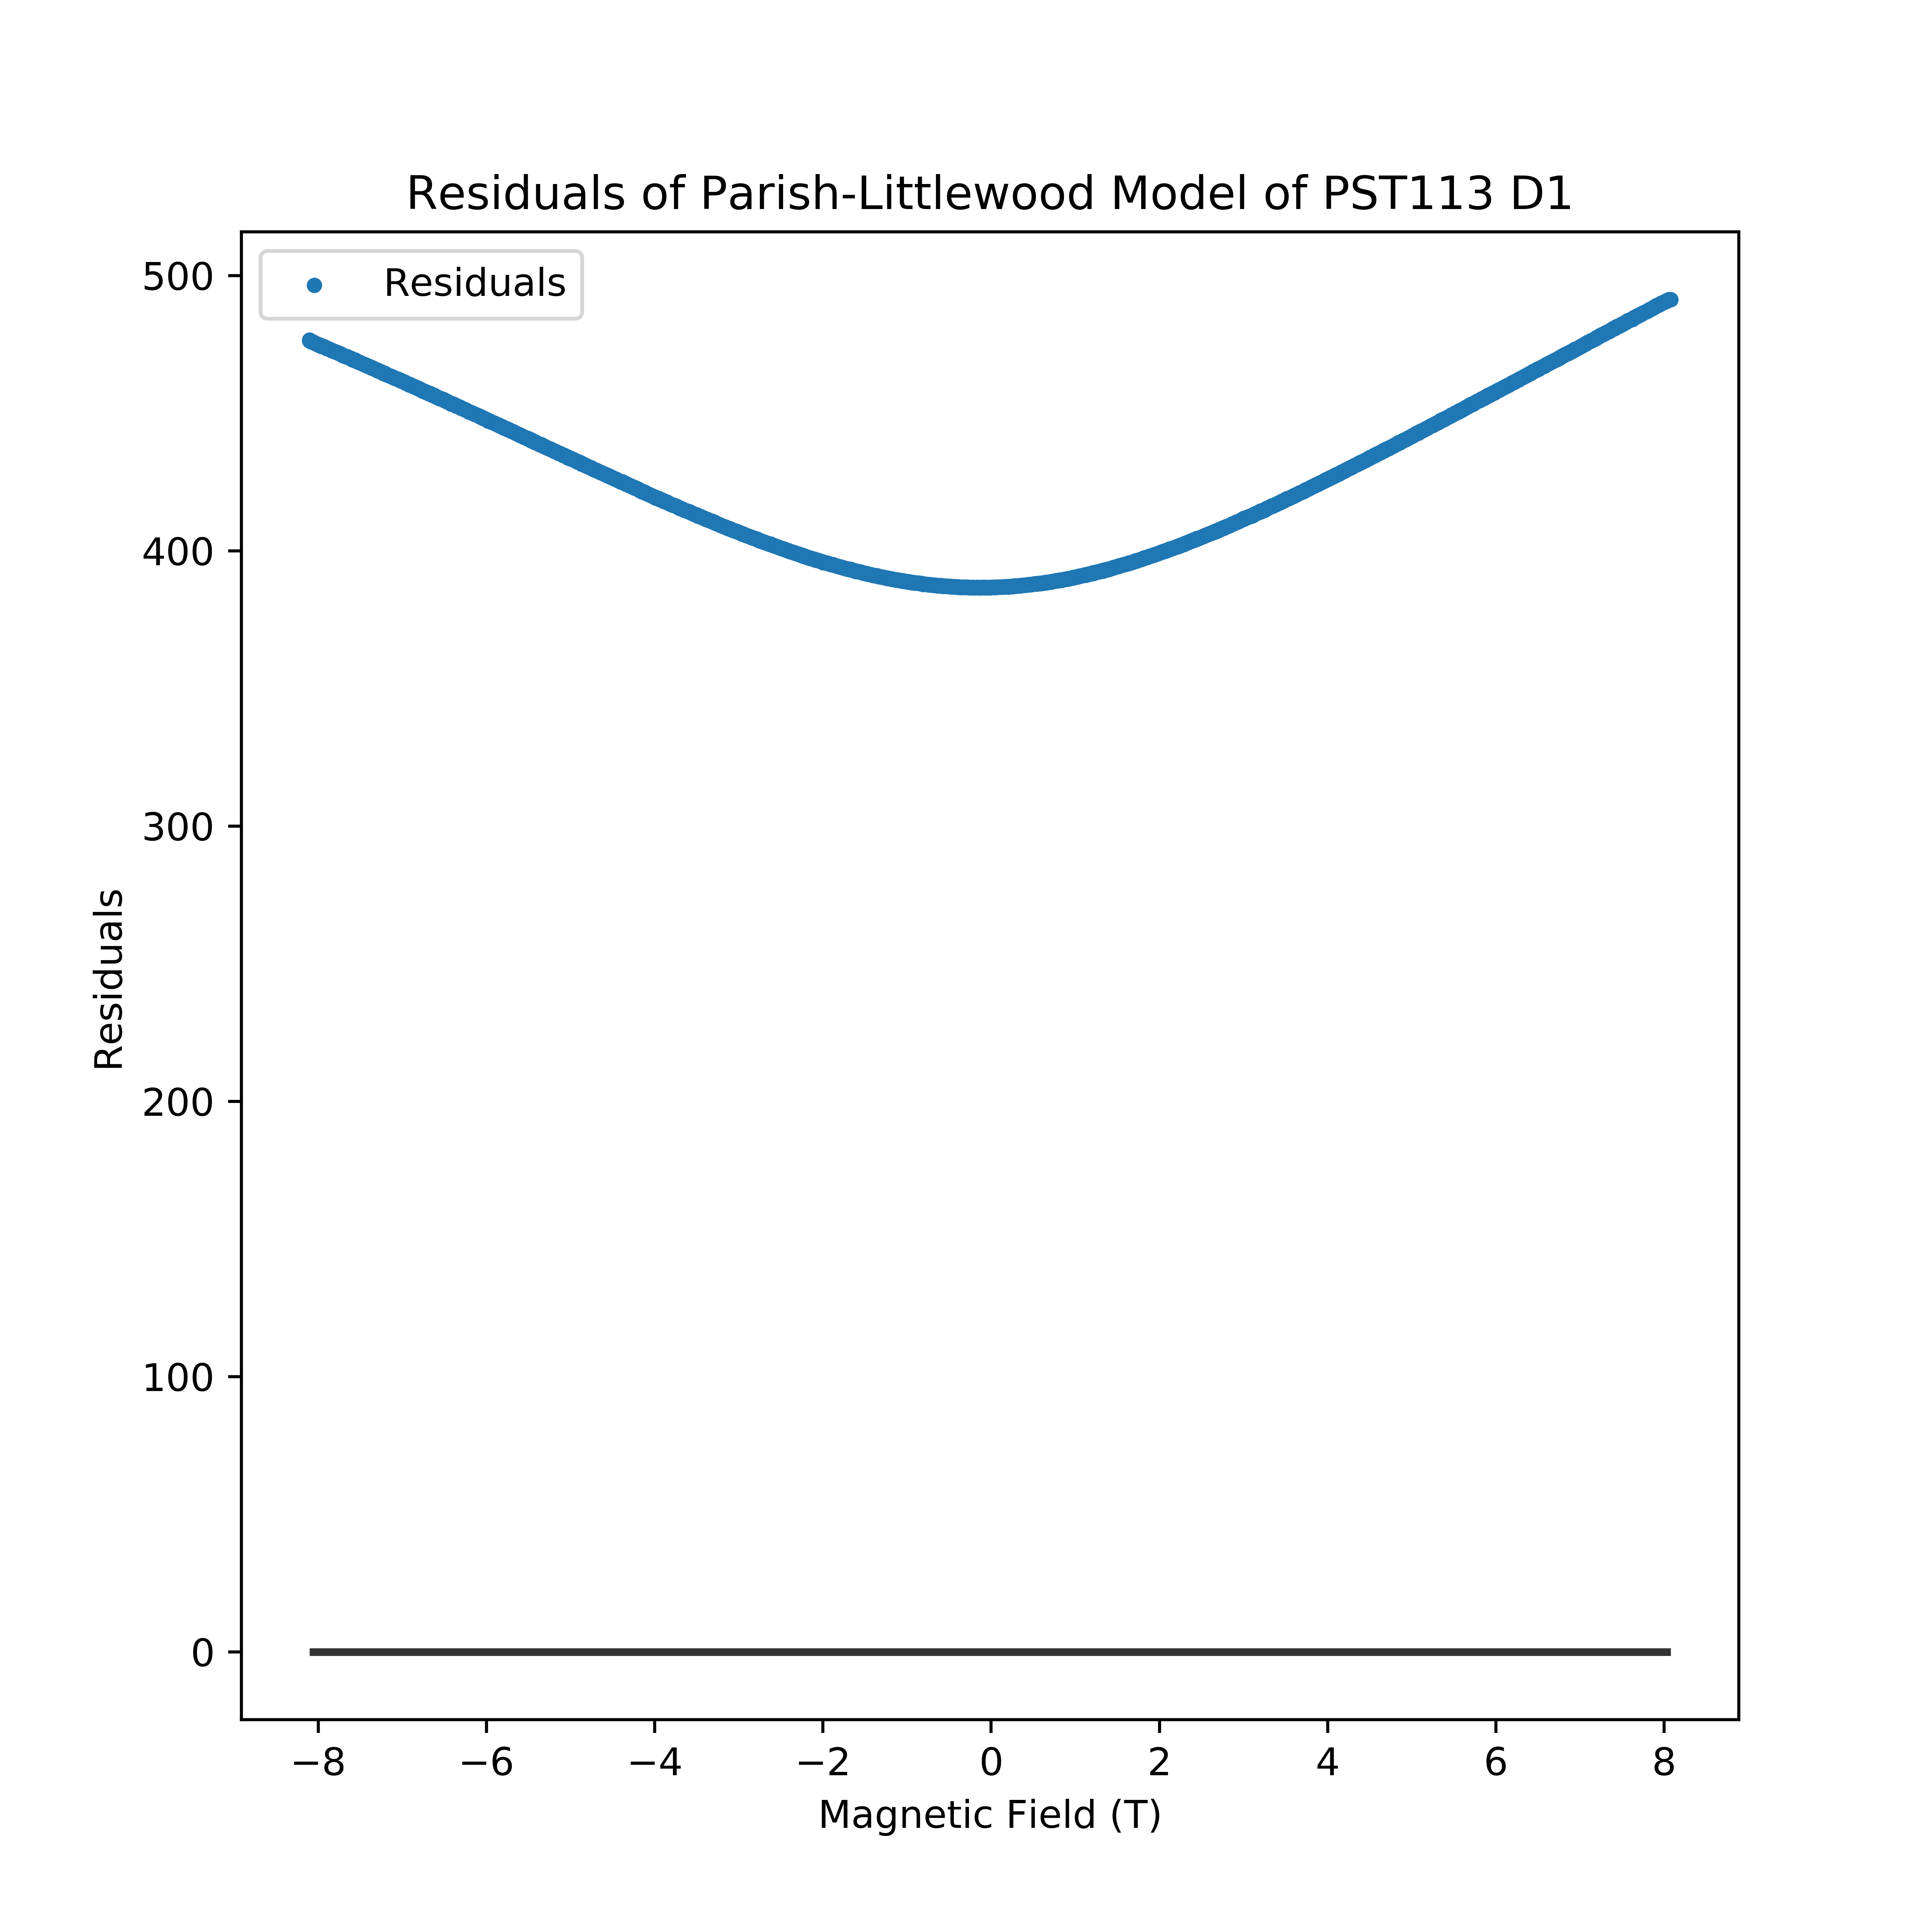 Residuals of Parish-Littlewood Model of PST113 D1
Residuals
500
400
300
200
100
0
Residuals
−8 −6 −4 −2 0 2 4 6 8
Magnetic Field (T)